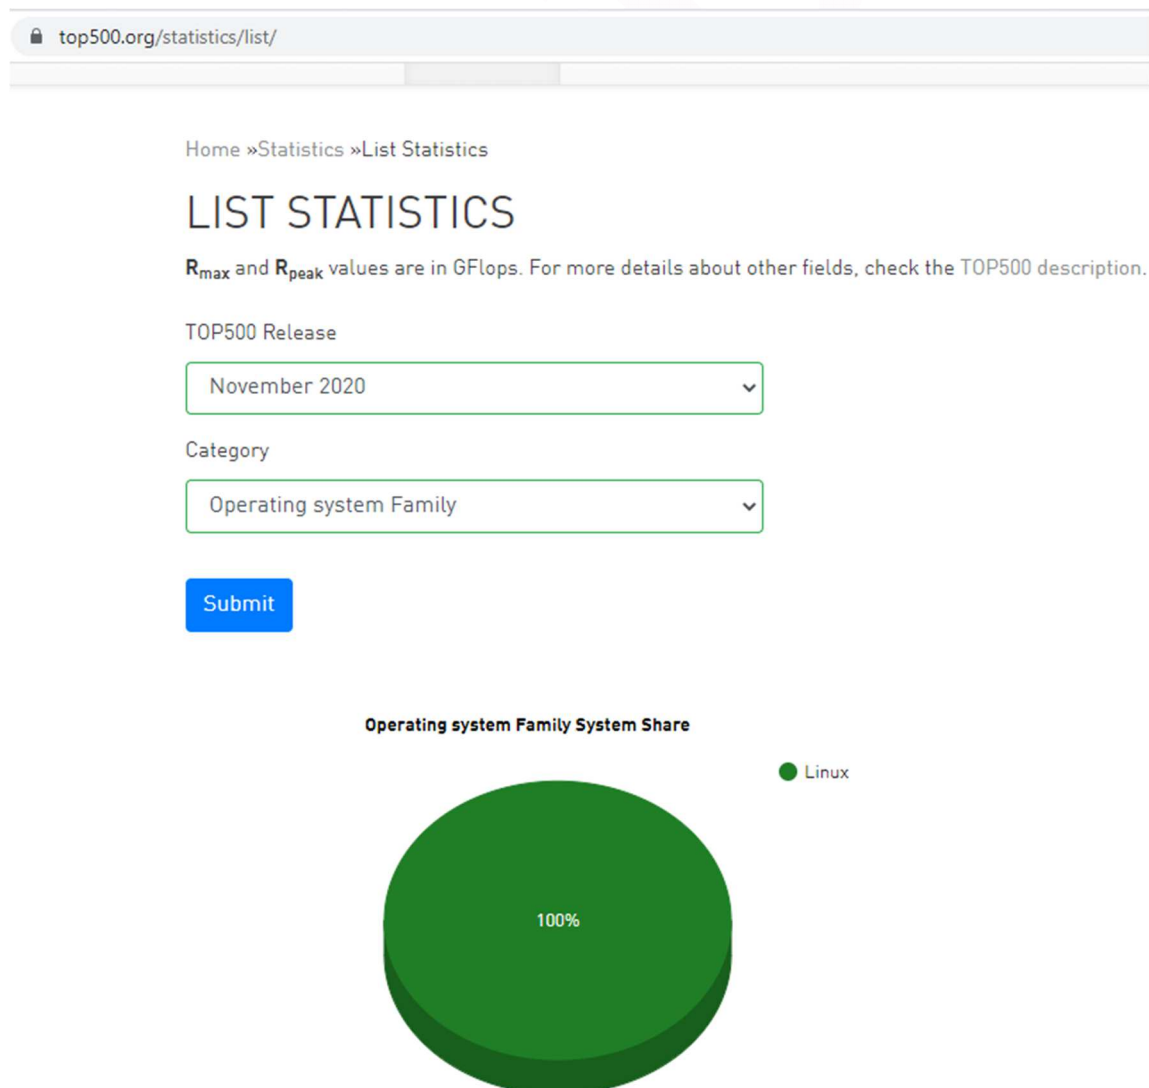 top500.org/statistics/list/
Home »Statistics »List Statistics
LIST STATISTICS
Rmax and Rpeak values are in GFlops. For more details about other fields, check the TOP500 description.
TOP500 Release
November 2020
Category
Operating system Family
Submit
Operating system Family System Share
Linux
100%